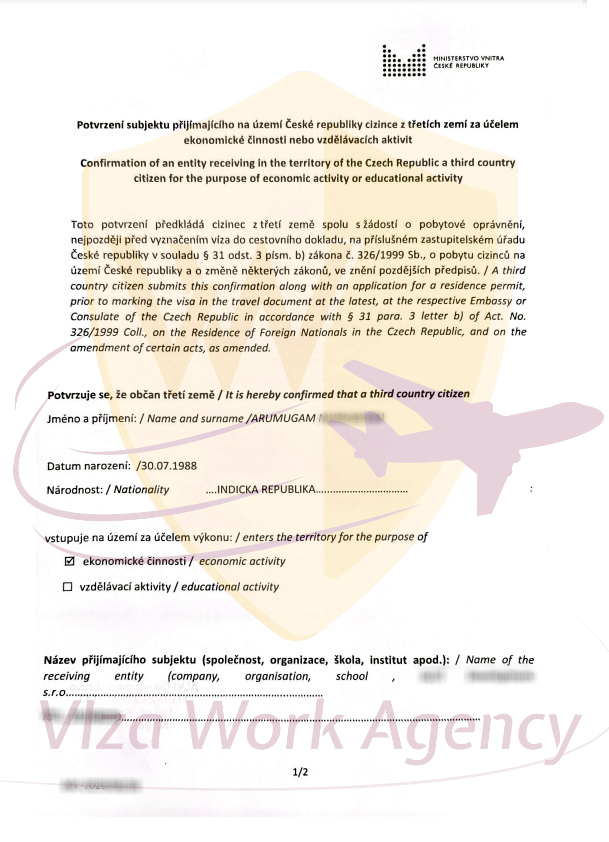 MINISTERSTVO VNITRA
ČESKÉ REPUBLIKY
Potvrzení subjektu přijímajícího na území České republiky cizince z třetích zemí za účelem
ekonomické činnosti nebo vzdělávacích aktivit
Confirmation of an entity receiving in the territory of the Czech Republic a third country
citizen for the purpose of economic activity or educational activity
Toto potvrzení předkládá cizinec z třetí země spolu s žádostí o pobytové oprávnění,
nejpozději před vyznačením víza do cestovního dokladu, na příslušném zastupitelském úřadu
České republiky v souladu § 31 odst. 3 písm. b) zákona č. 326/1999 Sb., o pobytu cizinců na
území České republiky a o změně některých zákonů, ve znění pozdějších předpisů. / A third
country citizen submits this confirmation along with an application for a residence permit,
prior to marking the visa in the travel document at the latest, at the respective Embassy or
Consulate of the Czech Republic in accordance with § 31 para. 3 letter b) of Act. No.
326/1999 Coll., on the Residence of Foreign Nationals in the Czech Republic, and on the
amendment of certain acts, as amended.
Potvrzuje se, že občan třetí země / It is hereby confirmed that a third country citizen
Jméno a příjmení: / Name and surname /ARUMUGAM
Datum narození: /30.07.1988
Národnost: / Nationality ....INDICKA REPUBLIKA................................ :
vstupuje na území za účelem výkonu: / enters the territory for the purpose of
☑ ekonomické činnosti / economic activity
☐ vzdělávací aktivity / educational activity
Název přijímajícího subjektu (společnost, organizace, škola, institut apod.): / Name of the
receiving entity (company, organisation, school ,
s.r.o.......................................................................................
Viza Work Agency
1/2